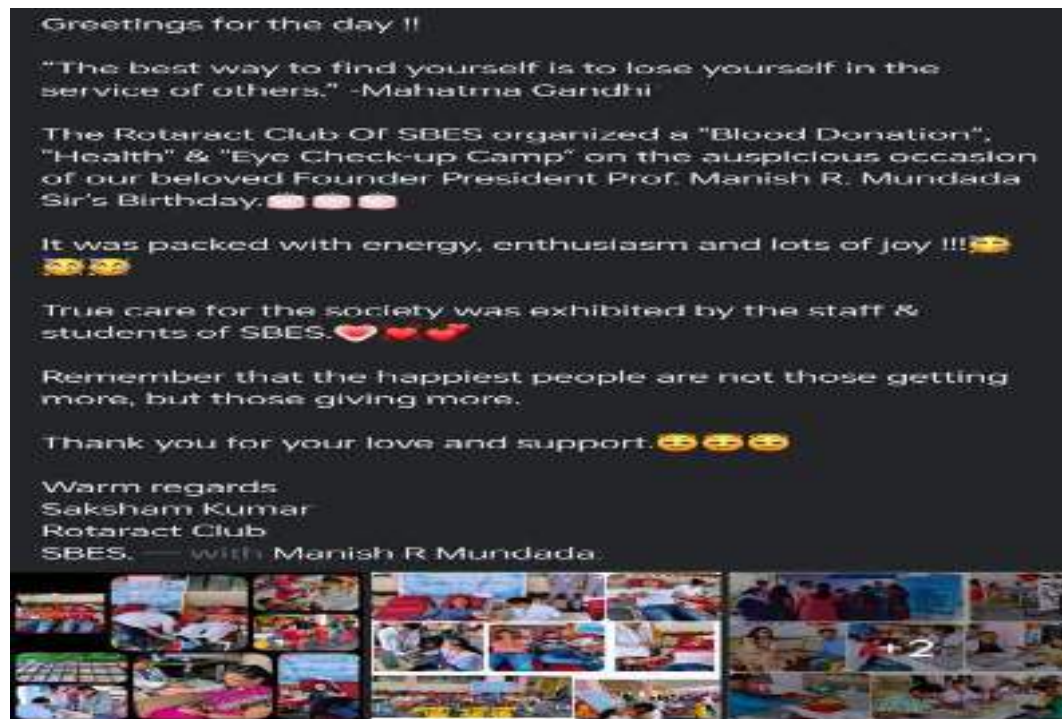 Greetings for the day !!
"The best way to find yourself is to lose yourself in the
service of others." -Mahatma Gandhi
The Rotaract Club Of SBES organized a "Blood Donation",
"Health" & "Eye Check-up Camp" on the auspicious occasion
of our beloved Founder President Prof. Manish R. Mundada
Sir's Birthday.
It was packed with energy, enthusiasm and lots of joy !!!
True care for the society was exhibited by the staff &
students of SBES.
Remember that the happiest people are not those getting
more, but those giving more.
Thank you for your love and support.
Warm regards
Saksham Kumar
Rotaract Club
SBES. — with Manish R Mundada
+2